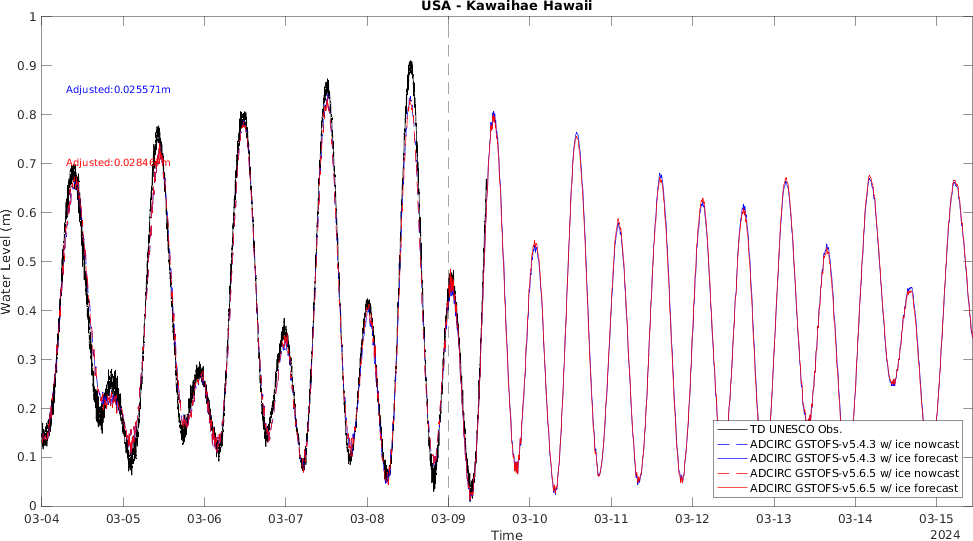 USA - Kawaihae Hawaii
1
0.9
0.8
0.7
0.6
0.5
0.4
0.3
0.2
0.1
0
Water Level (m)
Adjusted:0.025571m
TD UNESCO Obs.
ADCIRC GSTOFS-v5.4.3 w/ ice nowcast
ADCIRC GSTOFS-v5.4.3 w/ ice forecast
ADCIRC GSTOFS-v5.6.5 w/ ice nowcast
ADCIRC GSTOFS-v5.6.5 w/ ice forecast
03-04 03-05 03-06 03-07 03-08 03-09 03-10 03-11 03-12 03-13 03-14 03-15
Time
2024